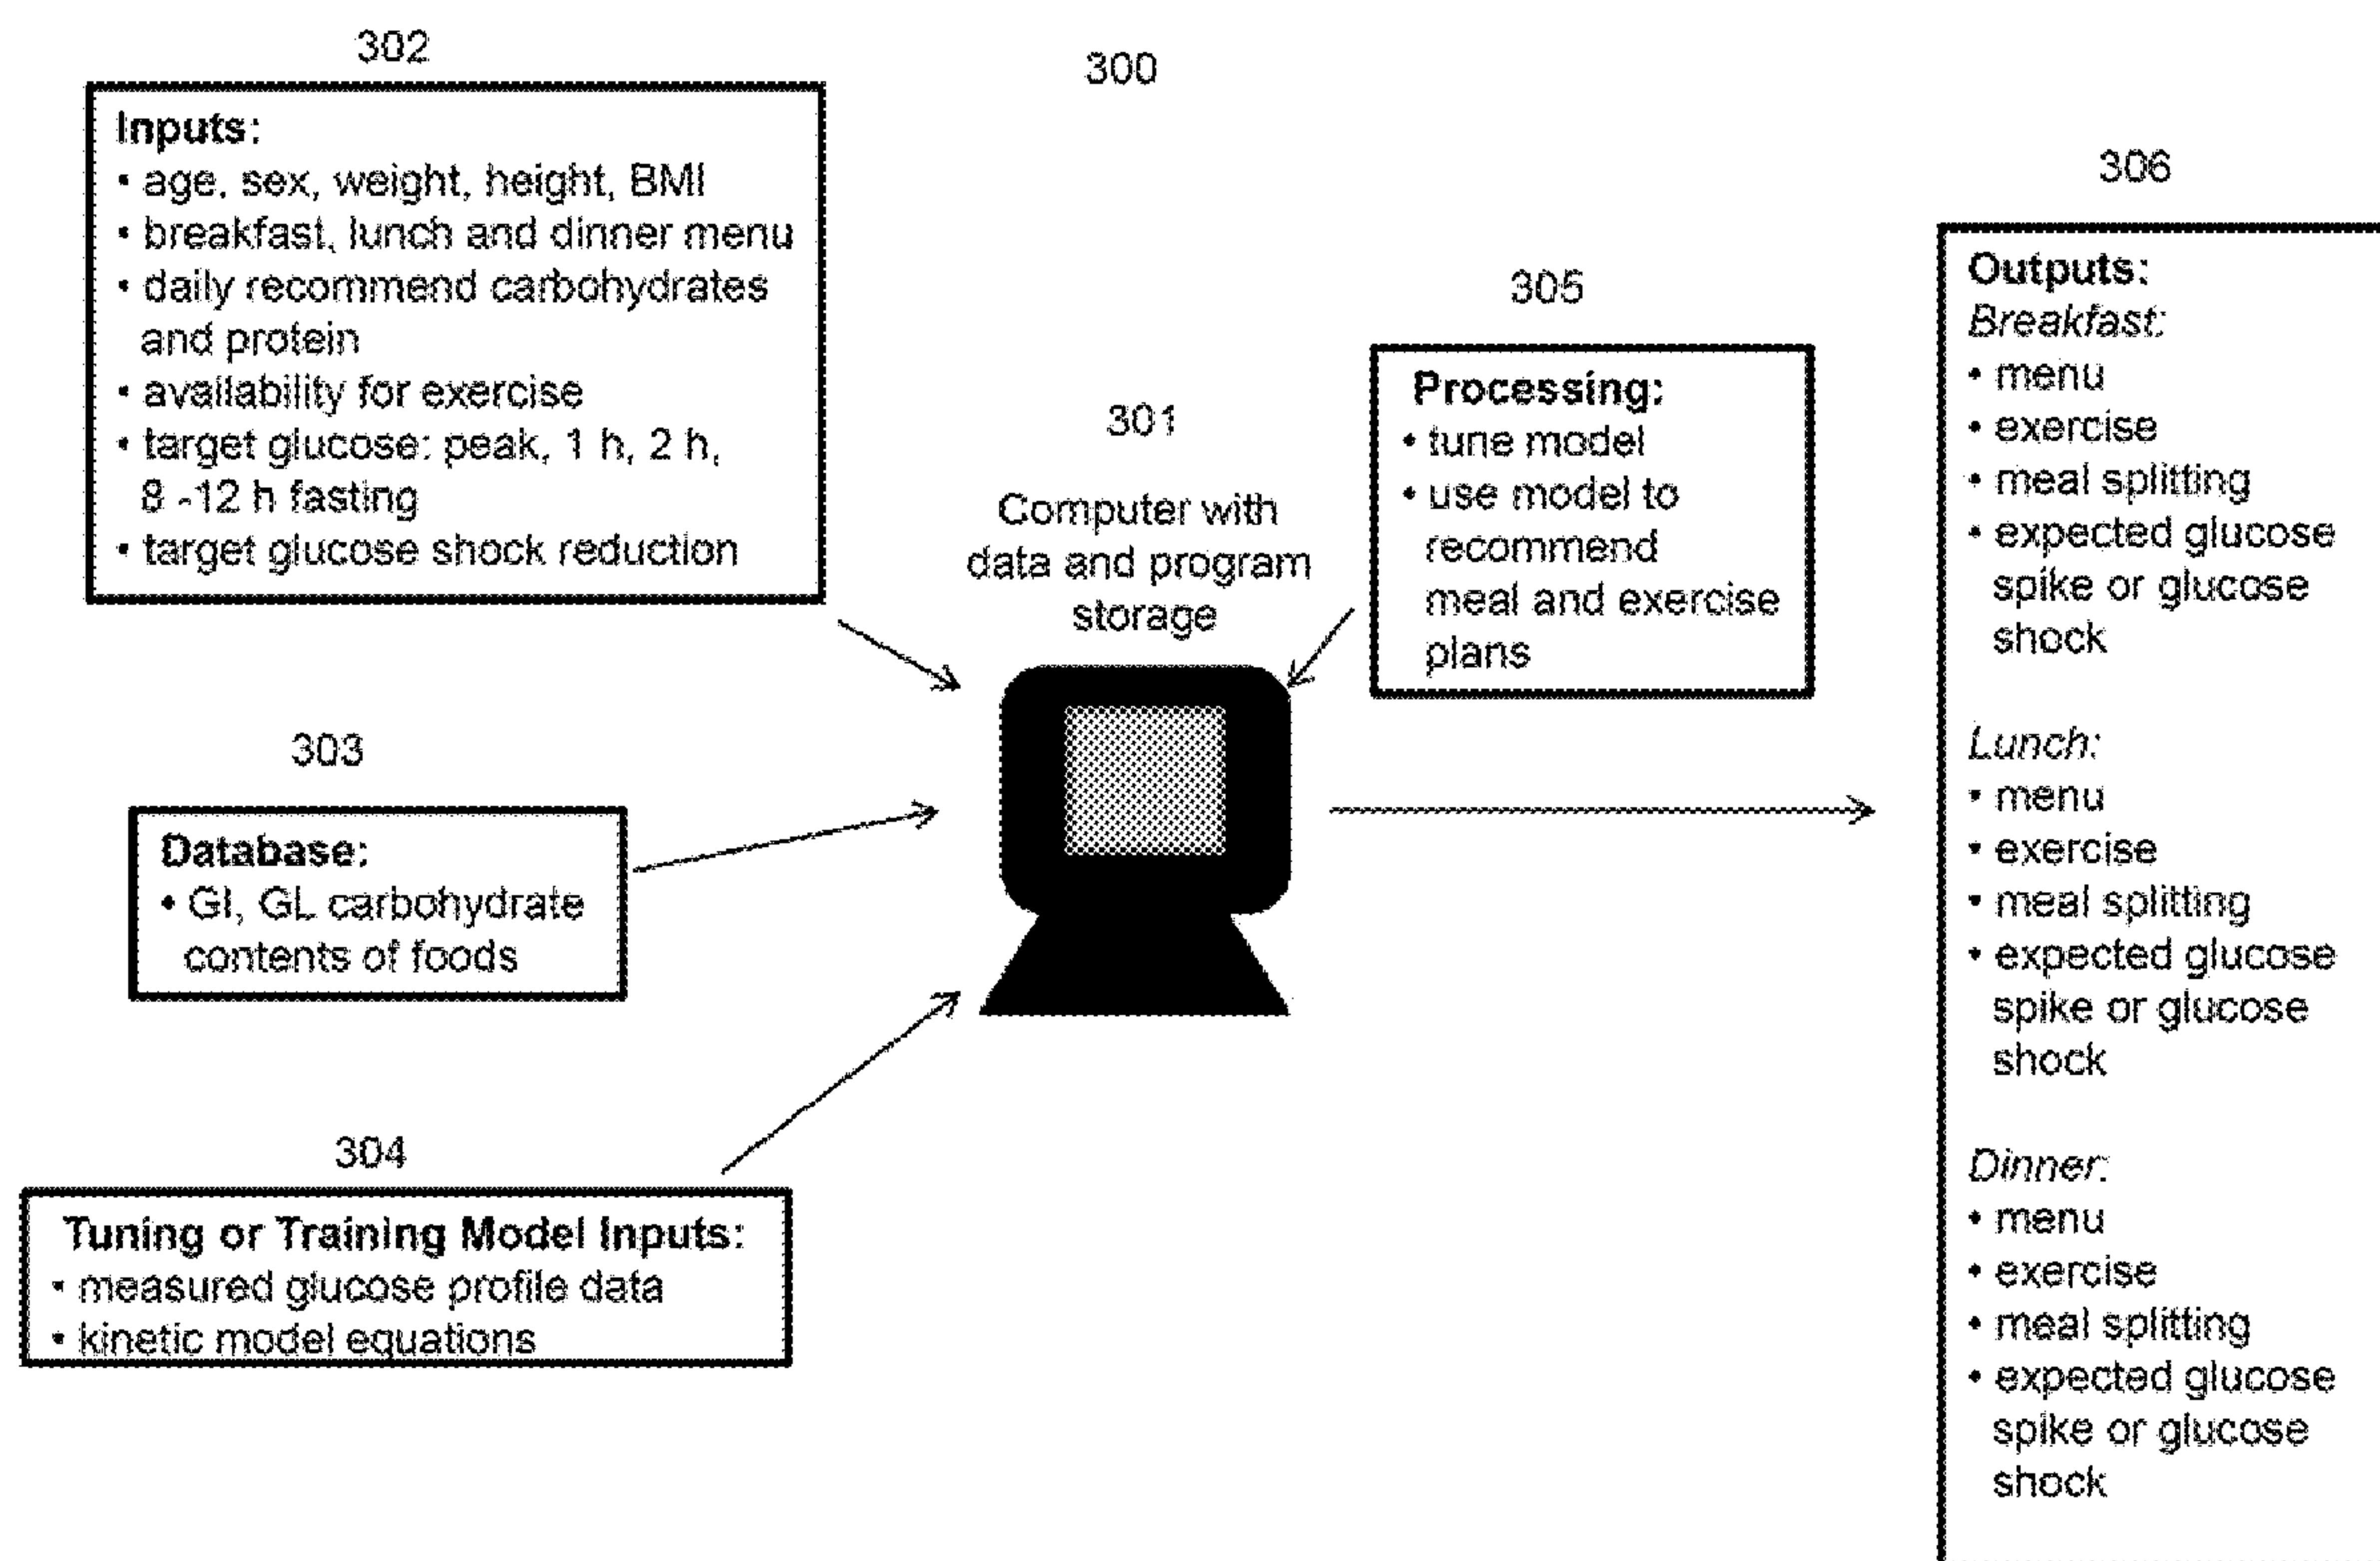 302
300
Inputs:
• age, sex, weight, height, BMI
• breakfast, lunch and dinner menu
• daily recommend carbohydrates
and protein
• availability for exercise
• target glucose: peak, 1 h, 2 h,
8 -12 h fasting
• target glucose shock reduction
303
Database:
• GI, GL carbohydrate
contents of foods
304
Tuning or Training Model Inputs:
• measured glucose profile data
• kinetic model equations
301
Computer with
data and program
storage
305
Processing:
• tune model
• use model to
recommend
meal and exercise
plans
306
Outputs:
Breakfast:
• menu
• exercise
• meal splitting
• expected glucose
spike or glucose
shock
Lunch:
• menu
• exercise
• meal splitting
• expected glucose
spike or glucose
shock
Dinner:
• menu
• exercise
• meal splitting
• expected glucose
spike or glucose
shock